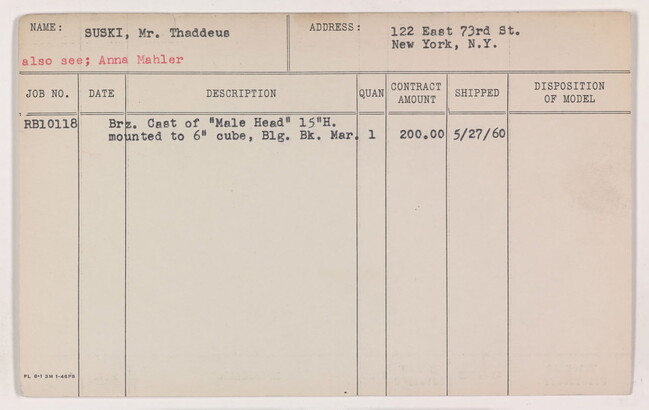 NAME: SUSKI, Mr. Thaddeus
also see; Anna Mahler
ADDRESS: 122 East 73rd St.
New York, N.Y.
JOB NO. DATE DESCRIPTION QUAN CONTRACT AMOUNT SHIPPED DISPOSITION OF MODEL
RB10118 Brz. Cast of "Male Head" 15"H.
mounted to 6" cube, Blg. Bk. Mar. 1 200.00 5/27/60